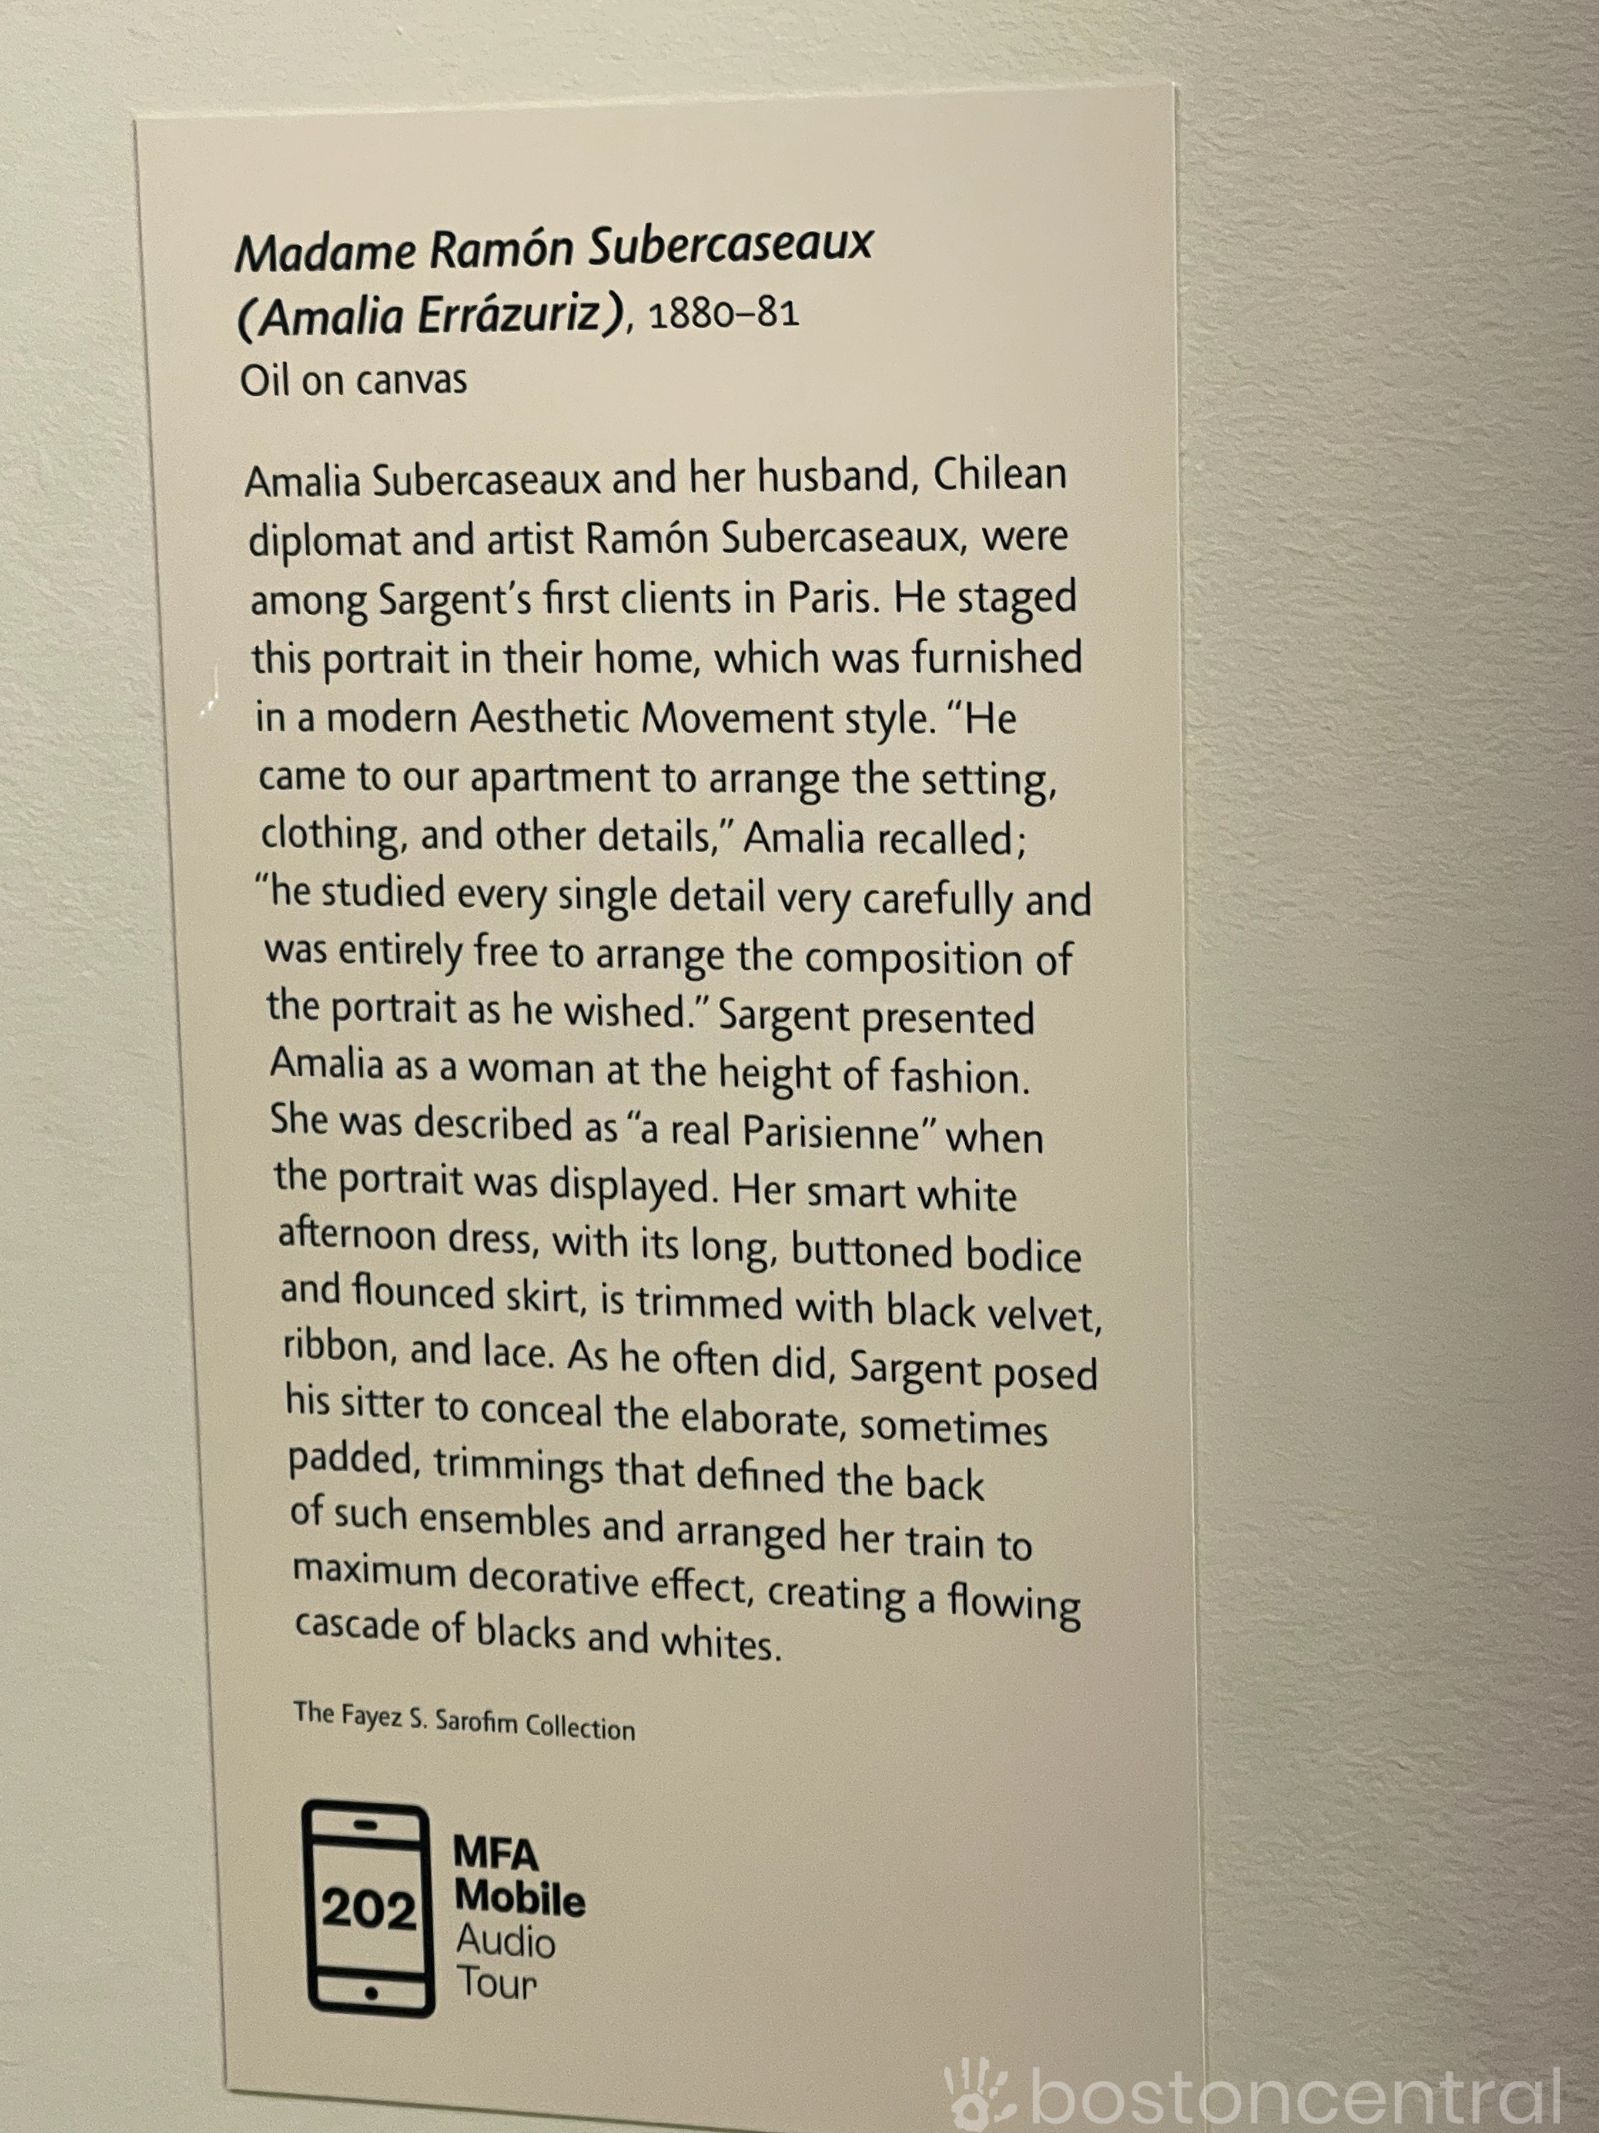 Madame Ramón Subercaseaux
(Amalia Errázuriz), 1880–81
Oil on canvas
Amalia Subercaseaux and her husband, Chilean
diplomat and artist Ramón Subercaseaux, were
among Sargent's first clients in Paris. He staged
this portrait in their home, which was furnished
in a modern Aesthetic Movement style. “He
came to our apartment to arrange the setting,
clothing, and other details,” Amalia recalled;
“he studied every single detail very carefully and
was entirely free to arrange the composition of
the portrait as he wished.” Sargent presented
Amalia as a woman at the height of fashion.
She was described as “a real Parisienne” when
the portrait was displayed. Her smart white
afternoon dress, with its long, buttoned bodice
and flounced skirt, is trimmed with black velvet,
ribbon, and lace. As he often did, Sargent posed
his sitter to conceal the elaborate, sometimes
padded, trimmings that defined the back
of such ensembles and arranged her train to
maximum decorative effect, creating a flowing
cascade of blacks and whites.
The Fayez S. Sarofim Collection
202
MFA
Mobile
Audio
Tour
bostoncentral